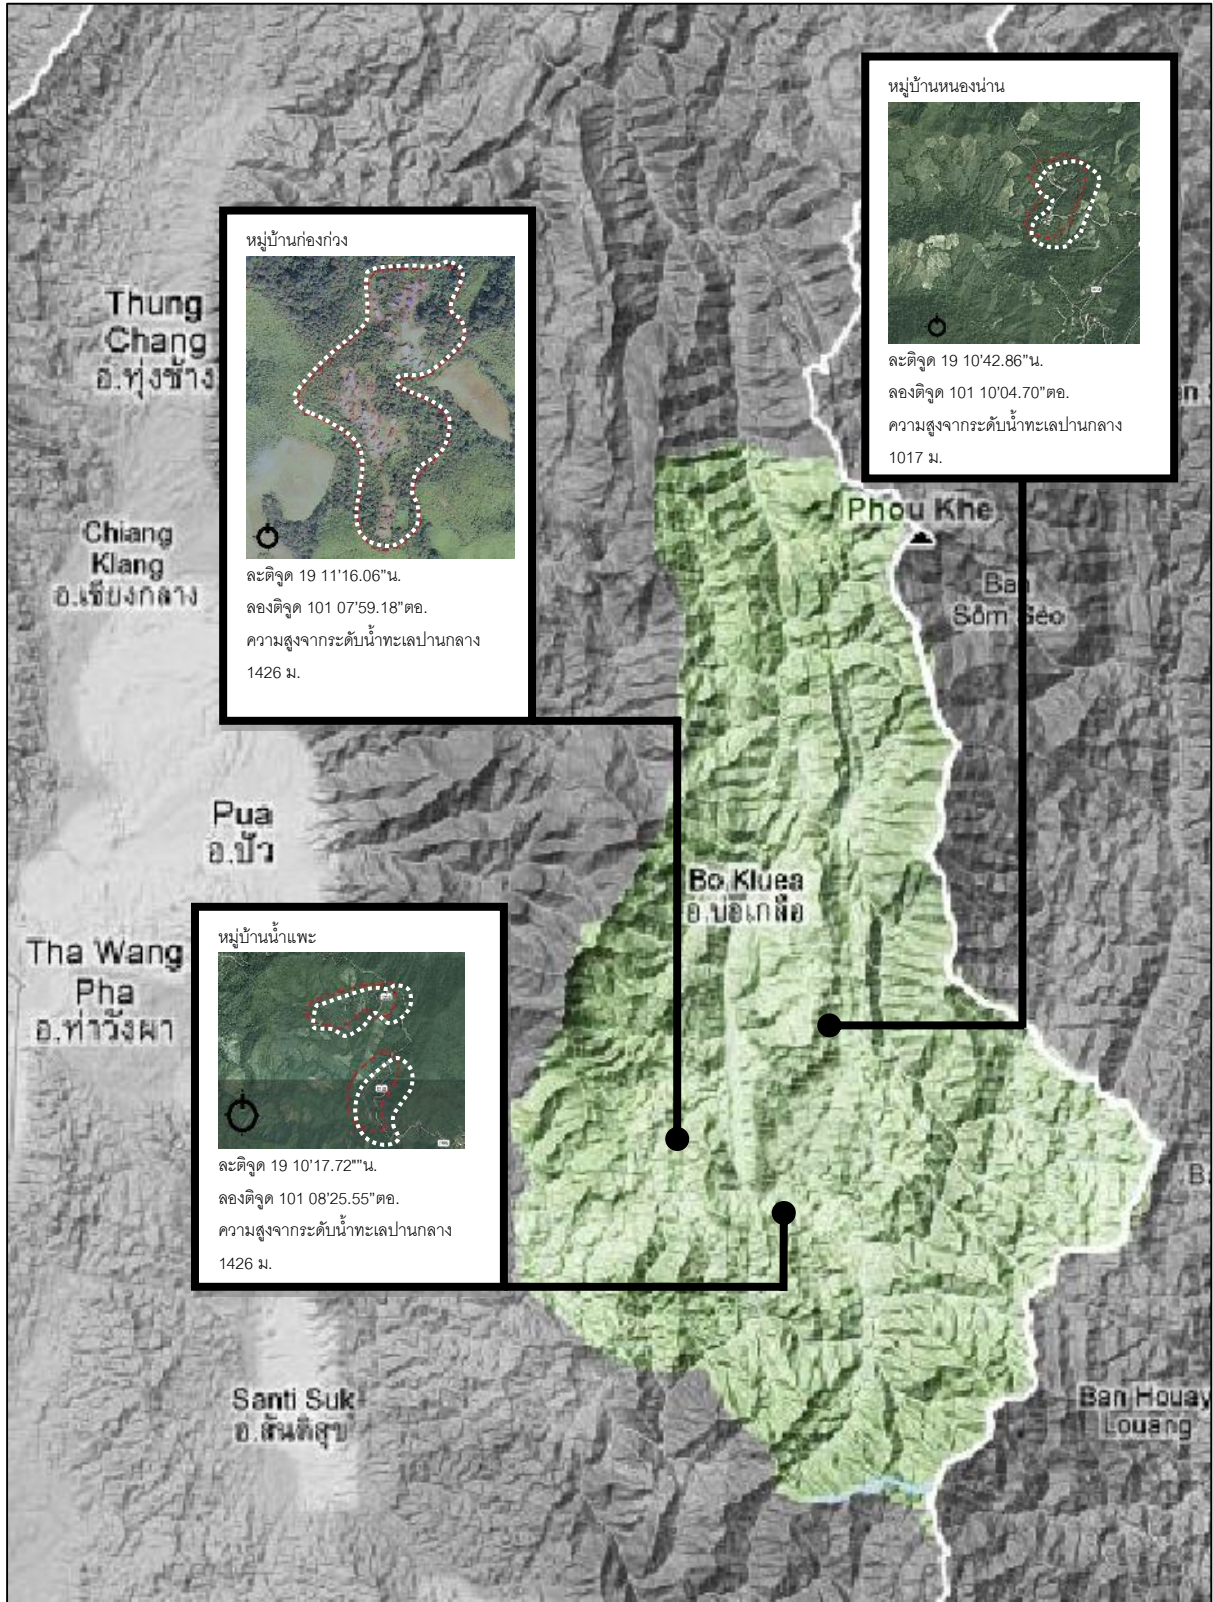 หมู่บ้านหนองน่าน
ละติจูด 19 10'42.86"น.
ลองติจูด 101 10'04.70"ตอ.
ความสูงจากระดับน้ำทะเลปานกลาง
1017 ม.
หมู่บ้านก่องก่วง
ละติจูด 19 11'16.06"น.
ลองติจูด 101 07'59.18"ตอ.
ความสูงจากระดับน้ำทะเลปานกลาง
1426 ม.
Thung
Chang
อ.ทุ่งช้าง
Phou Khe
Chiang
Klang
อ.เชียงกลาง
Ban
Sôm Séo
Pua
อ.ปัว
Bo Kluea
อ.บ่อเกลือ
หมู่บ้านน้ำแพะ
ละติจูด 19 10'17.72""น.
ลองติจูด 101 08'25.55"ตอ.
ความสูงจากระดับน้ำทะเลปานกลาง
1426 ม.
Tha Wang
Pha
อ.ท่าวังผา
B.
Santi Suk
อ.สันติสุข
Ban Houay
Louang